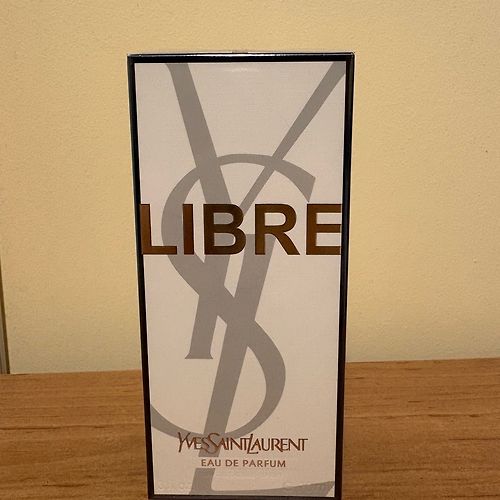 LIBRE
YVESSAINTLAURENT
EAU DE PARFUM